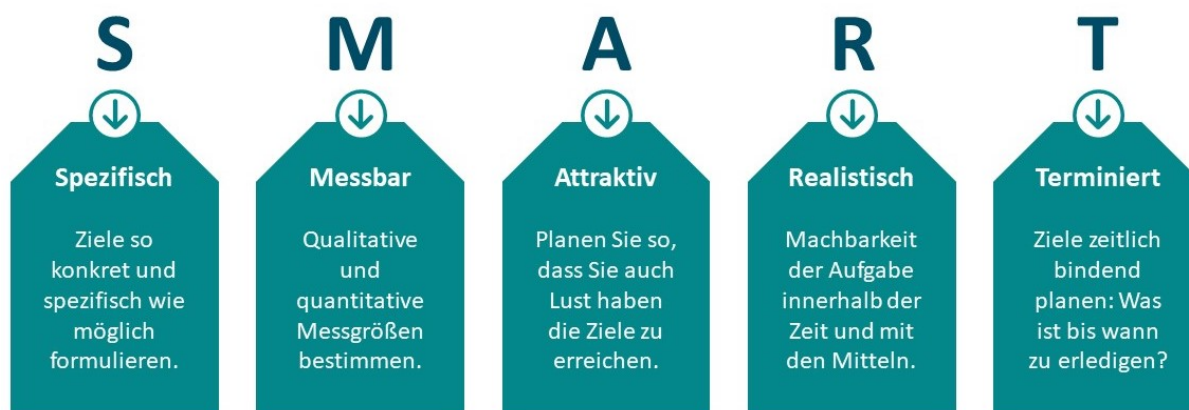 S
M
A
R
T
Spezifisch
Ziele so
konkret und
spezifisch wie
möglich
formulieren.
Messbar
Qualitative
und
quantitative
Messgrößen
bestimmen.
Attraktiv
Planen Sie so,
dass Sie auch
Lust haben
die Ziele zu
erreichen.
Realistisch
Machbarkeit
der Aufgabe
innerhalb der
Zeit und mit
den Mitteln.
Terminiert
Ziele zeitlich
bindend
planen: Was
ist bis wann
zu erledigen?